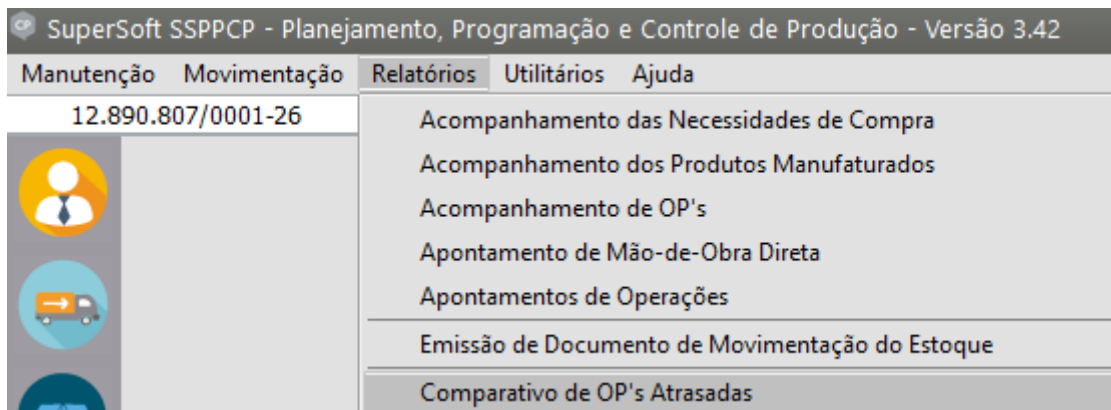 CP SuperSoft SSPPCP - Planejamento, Programação e Controle de Produção - Versão 3.42
Manutenção Movimentação Relatórios Utilitários Ajuda
12.890.807/0001-26
Acompanhamento das Necessidades de Compra
Acompanhamento dos Produtos Manufaturados
Acompanhamento de OP's
Apontamento de Mão-de-Obra Direta
Apontamentos de Operações
Emissão de Documento de Movimentação do Estoque
Comparativo de OP's Atrasadas